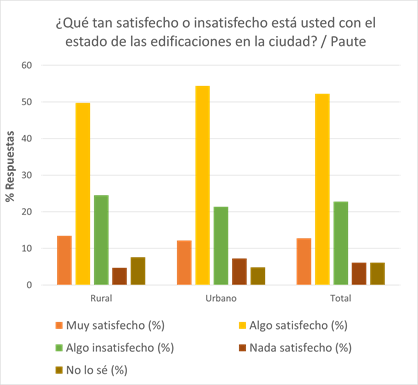 ¿Qué tan satisfecho o insatisfecho está usted con el
estado de las edificaciones en la ciudad? / Paute
% Respuestas
60
50
40
30
20
10
0
Rural
Urbano
Total
Muy satisfecho (%)
Algo satisfecho (%)
Algo insatisfecho (%)
Nada satisfecho (%)
No lo sé (%)